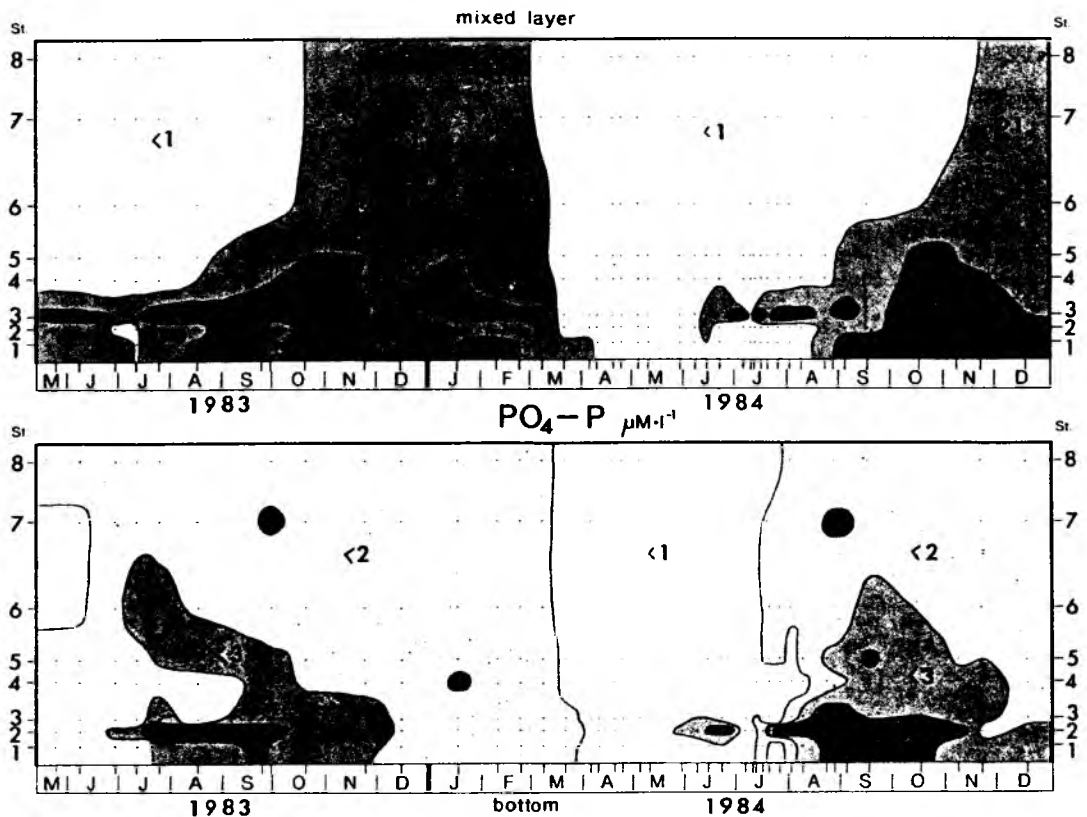 mixed layer
St. St.
8 8
7 7
<1 <1
6 6
5 5
4 4
3 3
2 2
1 1
M J J A S O N D J F M A M J J A S O N D
1983 1984
PO₄–P μM·l⁻¹
St. St.
8 8
7 7
<2 <1 <2
6 6
5 5
4 3 4
3 3
2 2
1 1
M J J A S O N D J F M A M J J A S O N D
1983 bottom 1984